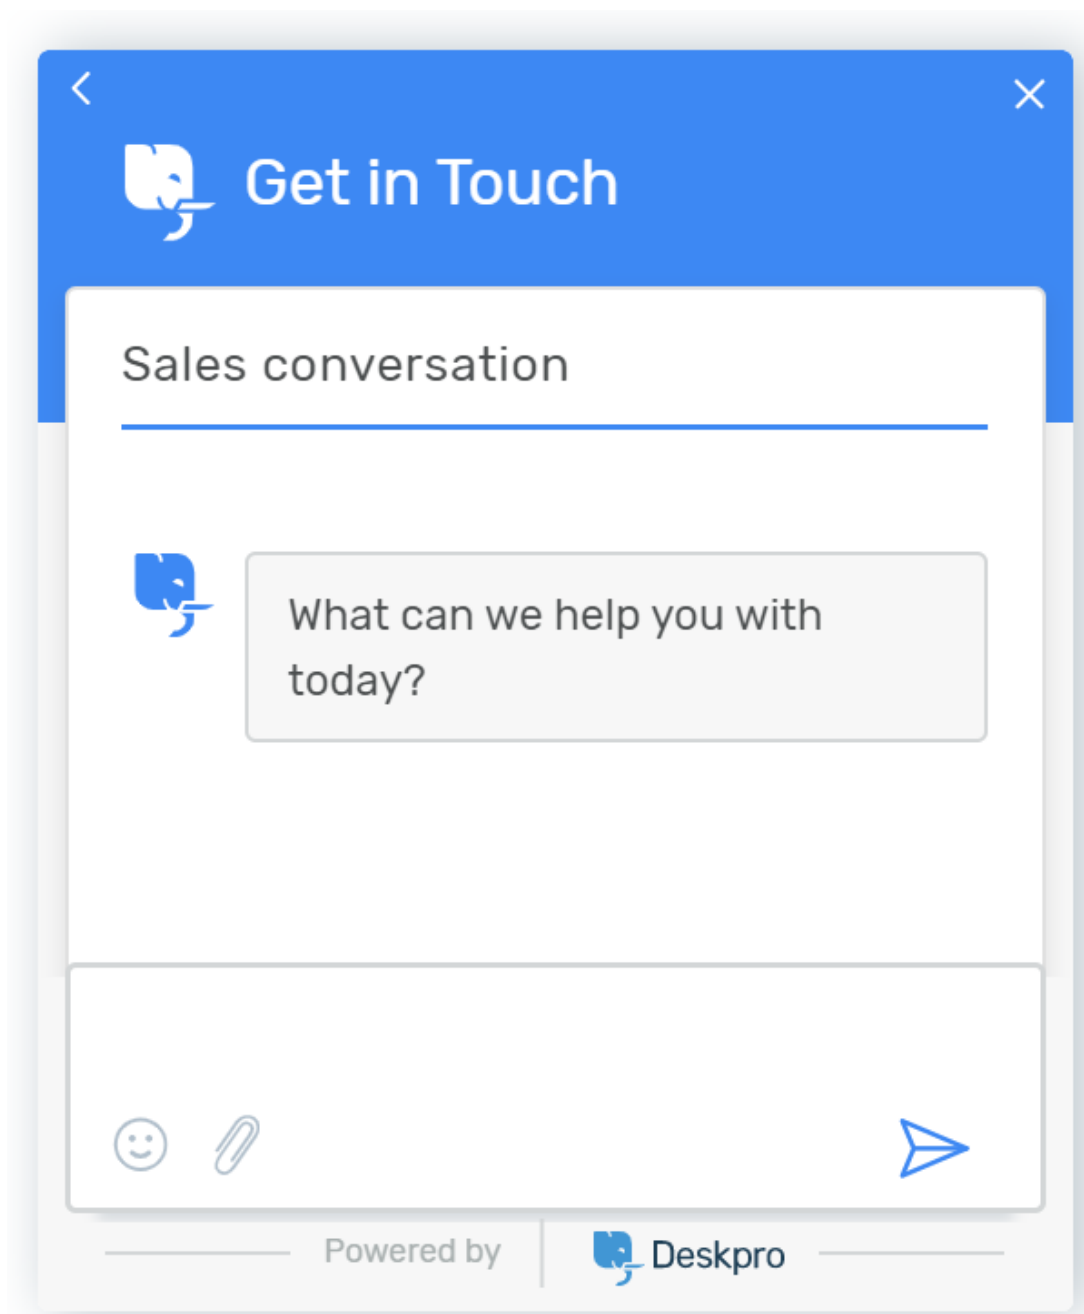 Get in Touch
Sales conversation
What can we help you with
today?
Powered by
Deskpro